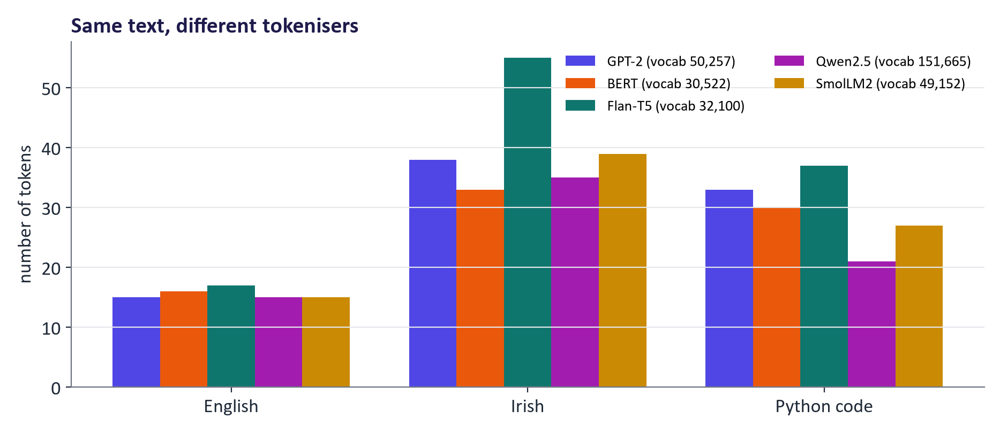 Same text, different tokenisers
GPT-2 (vocab 50,257)
BERT (vocab 30,522)
Flan-T5 (vocab 32,100)
Qwen2.5 (vocab 151,665)
SmolLM2 (vocab 49,152)
number of tokens
50
40
30
20
10
0
English
Irish
Python code